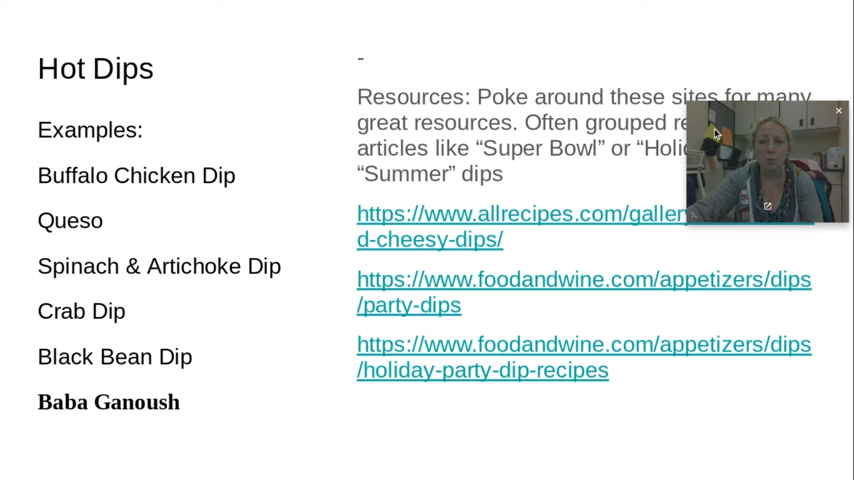 Hot Dips
Examples:
Buffalo Chicken Dip
Queso
Spinach & Artichoke Dip
Crab Dip
Black Bean Dip
Baba Ganoush
-
Resources: Poke around these sites for many
great resources. Often grouped
articles like “Super Bowl” or
“Summer” dips
https://www.allrecipes.com/gallery
d-cheesy-dips/
https://www.foodandwine.com/appetizers/dips
/party-dips
https://www.foodandwine.com/appetizers/dips
/holiday-party-dip-recipes